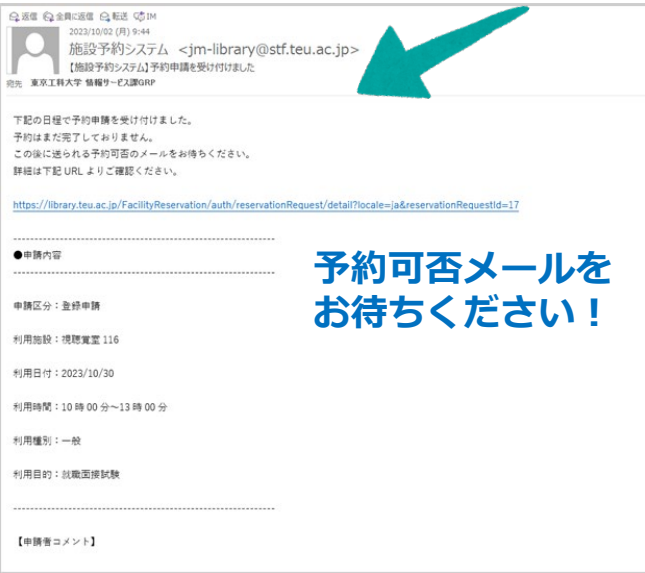 返信 全員に返信 転送 IM
2023/10/02 (月) 9:44
施設予約システム <jm-library@stf.teu.ac.jp>
【施設予約システム】予約申請を受け付けました
宛先 東京工科大学 情報サービス課GRP
下記の日程で予約申請を受け付けました。
予約はまだ完了しておりません。
この後に送られる予約可否のメールをお待ちください。
詳細は下記 URL よりご確認ください。
https://library.teu.ac.jp/FacilityReservation/auth/reservationRequest/detail?locale=ja&reservationRequestId=17
--------------------------------------------------------------
●申請内容
--------------------------------------------------------------
予約可否メールを
お待ちください！
申請区分：登録申請
利用施設：視聴覚室 116
利用日付：2023/10/30
利用時間：10 時 00 分～13 時 00 分
利用種別：一般
利用目的：就職面接試験
--------------------------------------------------------------
【申請者コメント】